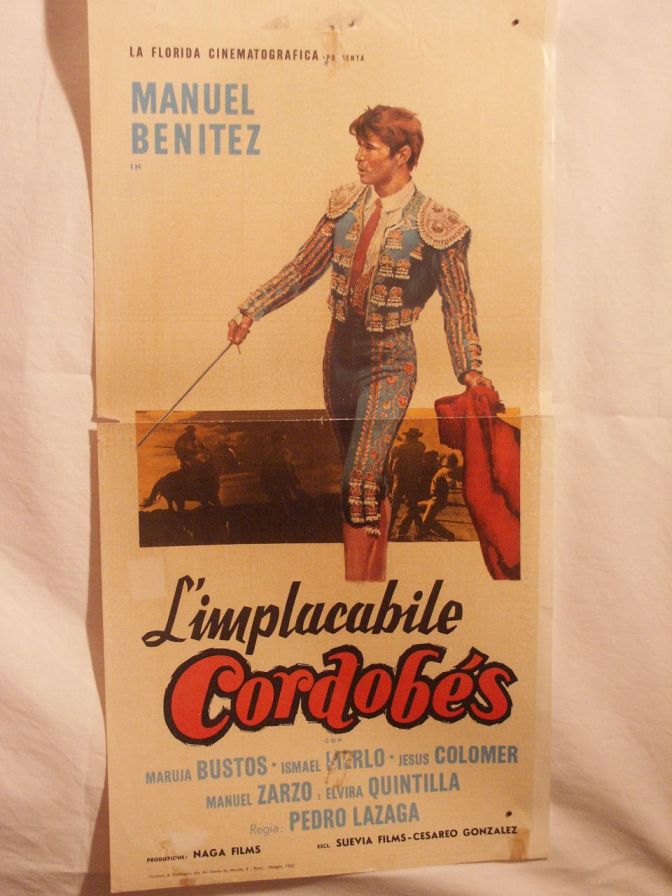 LA FLORIDA CINEMATOGRAFICA PRESENTA
MANUEL
BENITEZ
IN
L'implacabile
Cordobés
CON
MARUJA BUSTOS • ISMAEL MERLO • JESUS COLOMER
MANUEL ZARZO E ELVIRA QUINTILLA
Regia: PEDRO LAZAGA
PRODUZIONE: NAGA FILMS
ESCL. SUEVIA FILMS-CESAREO GONZALEZ